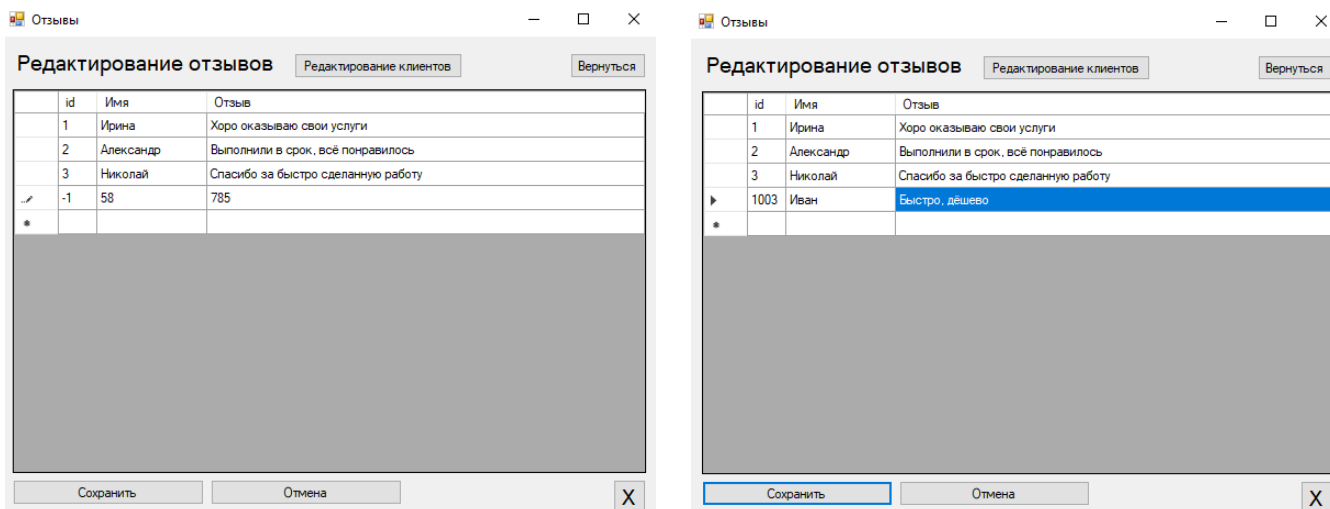 Отзывы
Редактирование отзывов Редактирование клиентов Вернуться
id Имя Отзыв
1 Ирина Хоро оказываю свои услуги
2 Александр Выполнили в срок, всё понравилось
3 Николай Спасибо за быстро сделанную работу
-1 58 785
Сохранить Отмена X
Отзывы
Редактирование отзывов Редактирование клиентов Вернуться
id Имя Отзыв
1 Ирина Хоро оказываю свои услуги
2 Александр Выполнили в срок, всё понравилось
3 Николай Спасибо за быстро сделанную работу
1003 Иван Быстро, дёшево
Сохранить Отмена X